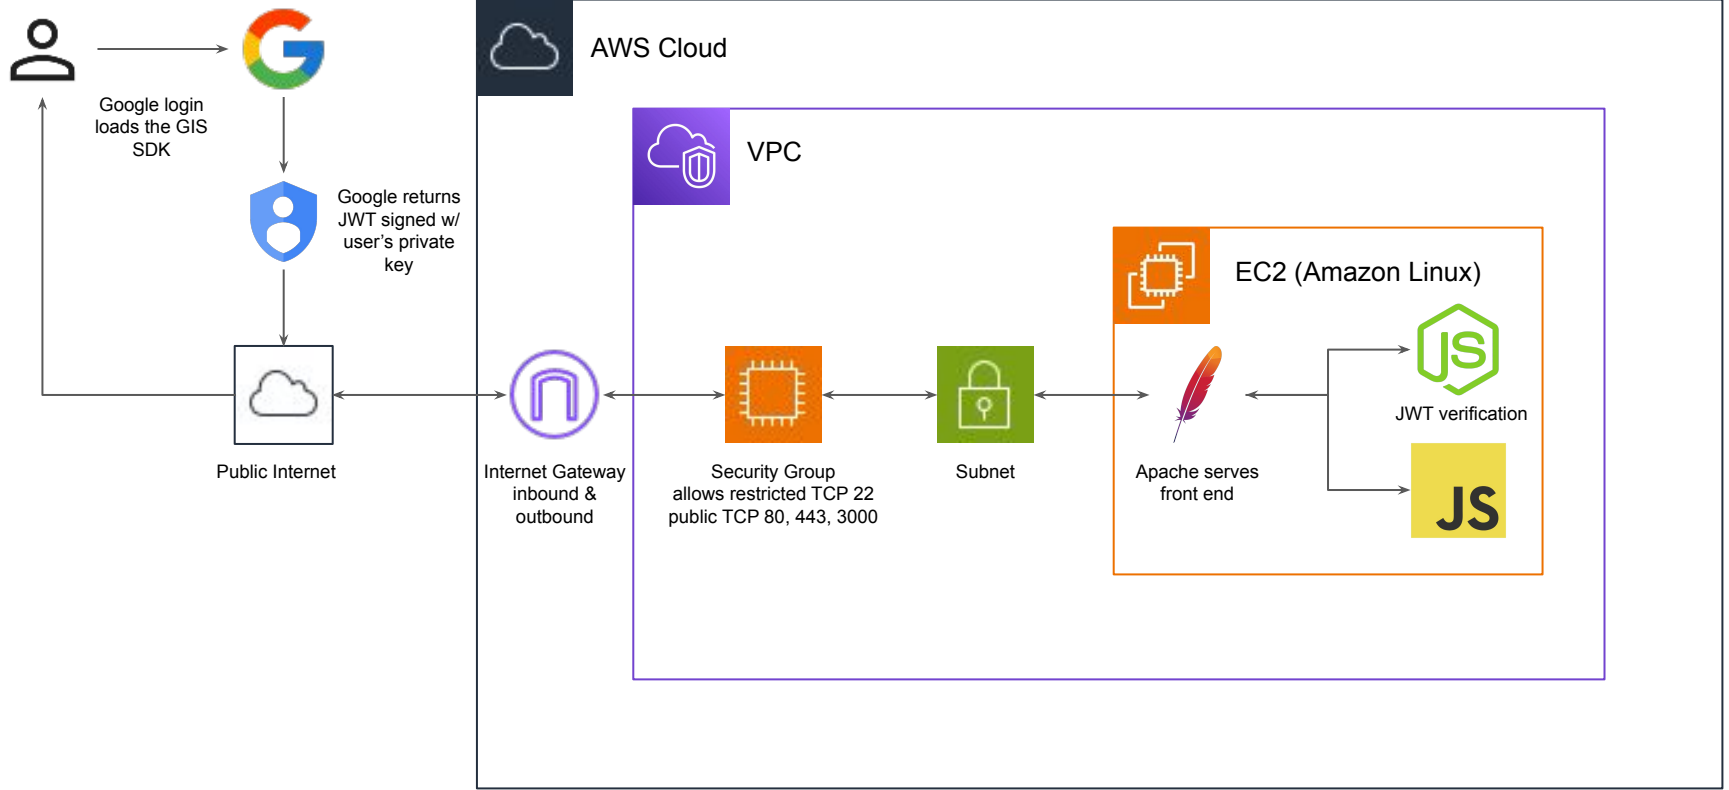 AWS Cloud
Google login
loads the GIS
SDK
VPC
Google returns
JWT signed w/
user's private
key
EC2 (Amazon Linux)
JS
JWT verification
Public Internet
Internet Gateway
inbound &
outbound
Security Group
allows restricted TCP 22
public TCP 80, 443, 3000
Subnet
Apache serves
front end
JS